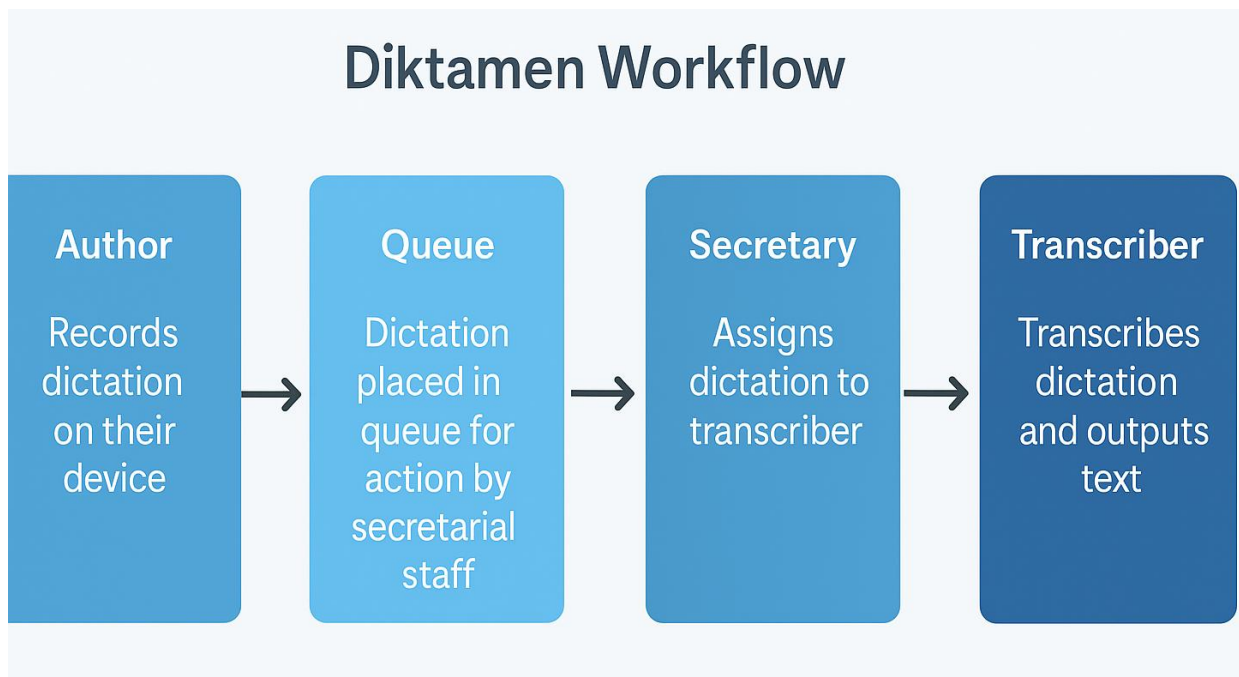 Diktamen Workflow
Author
Records
dictation
on their
device
Queue
Dictation
placed in
queue for
action by
secretarial
staff
Secretary
Assigns
dictation to
transcriber
Transcriber
Transcribes
dictation
and outputs
text